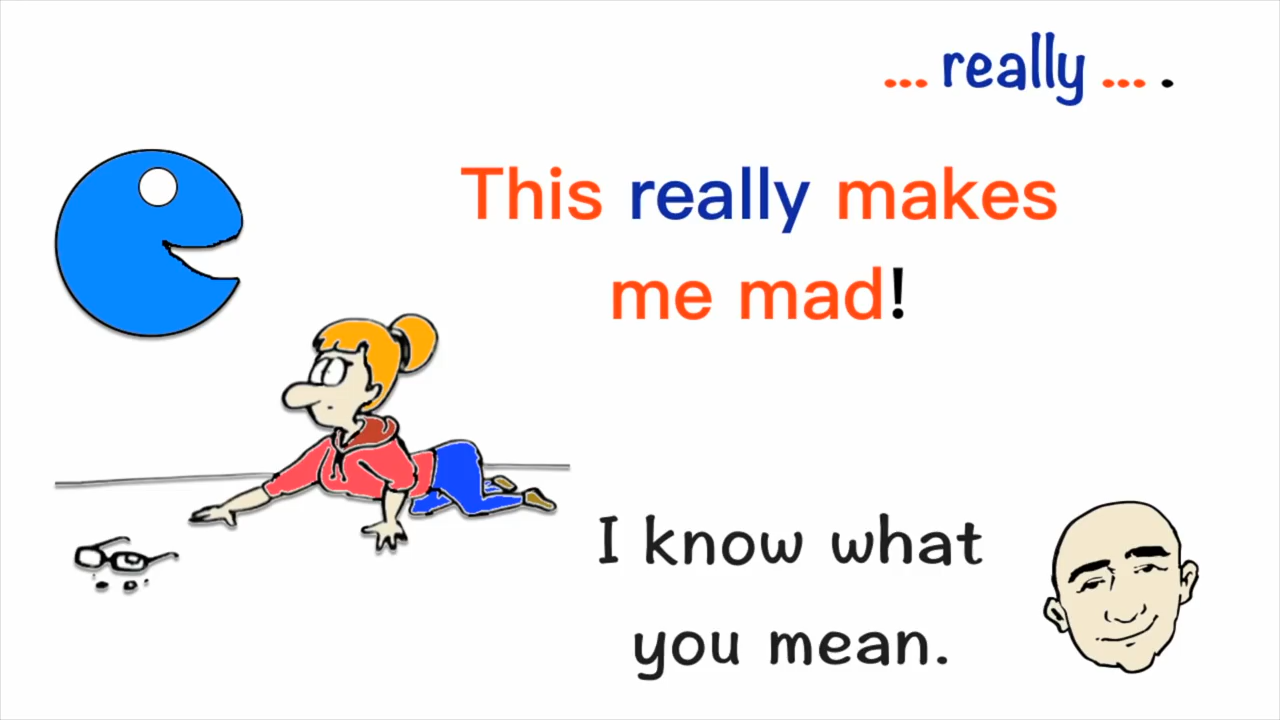 ... really ... .
This really makes
me mad!
I know what
you mean.